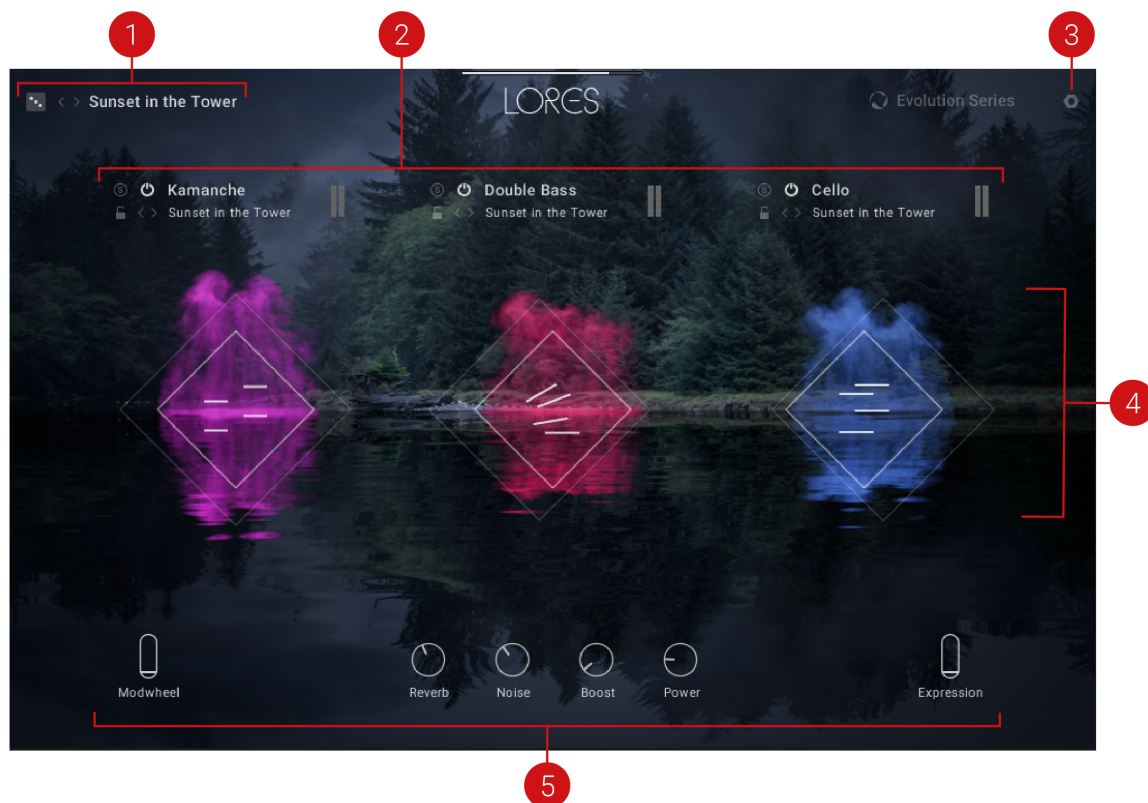 1
2
3
Sunset in the Tower
LORES
Evolution Series
S Kamanche
Sunset in the Tower
S Double Bass
Sunset in the Tower
S Cello
Sunset in the Tower
4
Modwheel
Reverb
Noise
Boost
Power
Expression
5